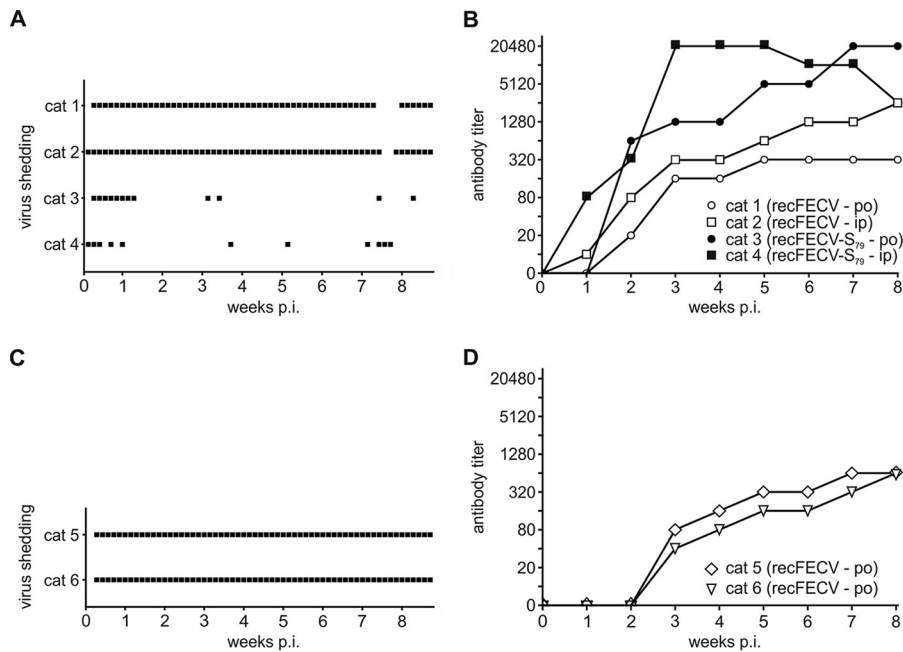 A
virus shedding
cat 1
cat 2
cat 3
cat 4
0 1 2 3 4 5 6 7 8
weeks p.i.
B
antibody titer
20480
5120
1280
320
80
20
0
cat 1 (recFECV - po)
cat 2 (recFECV - ip)
cat 3 (recFECV-S79 - po)
cat 4 (recFECV-S79 - ip)
0 1 2 3 4 5 6 7 8
weeks p.i.
C
virus shedding
cat 5
cat 6
0 1 2 3 4 5 6 7 8
weeks p.i.
D
antibody titer
20480
5120
1280
320
80
20
0
cat 5 (recFECV - po)
cat 6 (recFECV - po)
0 1 2 3 4 5 6 7 8
weeks p.i.